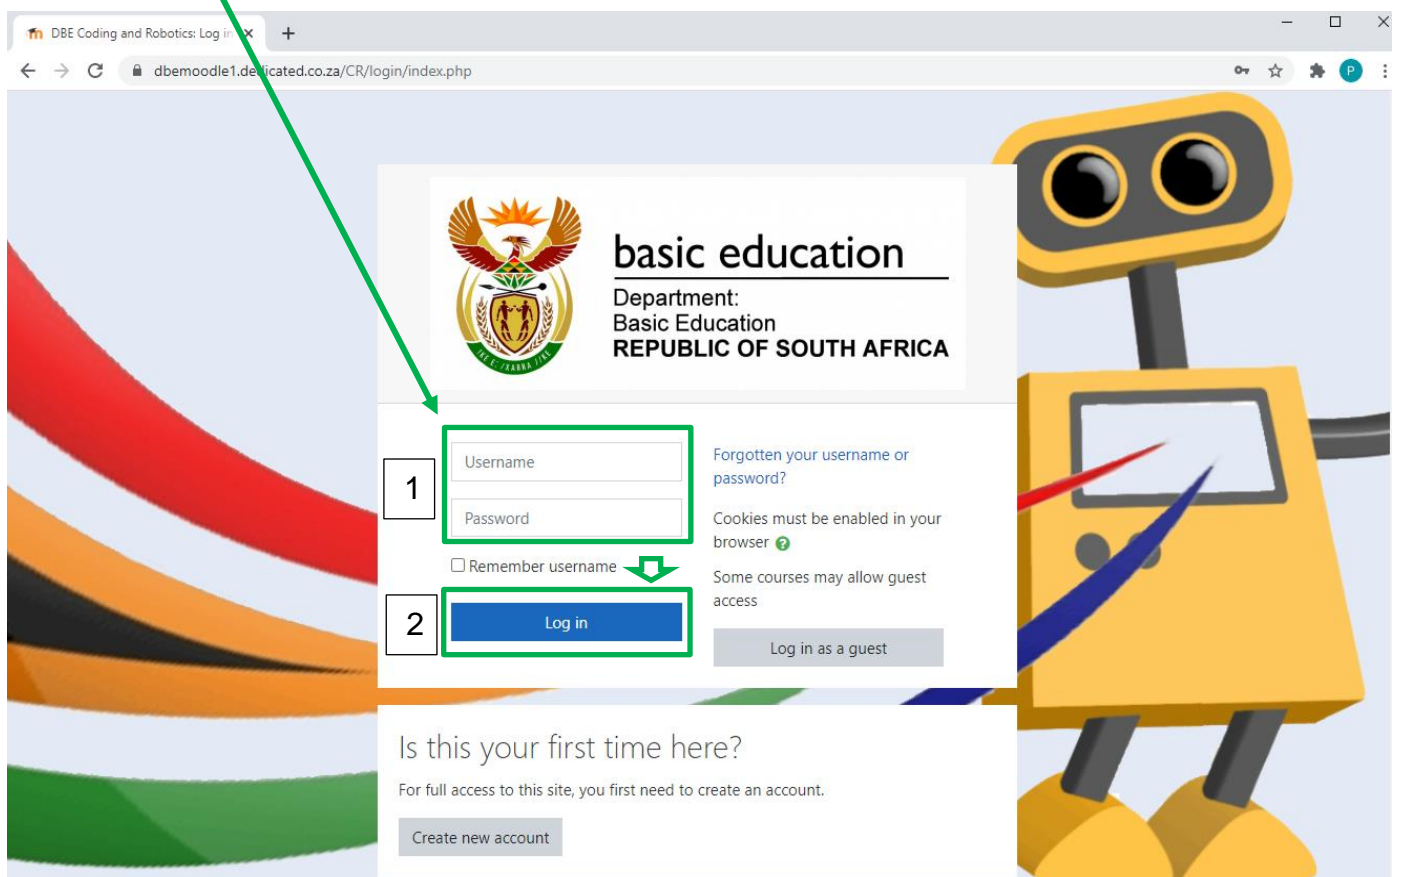 DBE Coding and Robotics: Log in
dbemoodle1.dedicated.co.za/CR/login/index.php
P
basic education
Department:
Basic Education
REPUBLIC OF SOUTH AFRICA
1
Username
Password
Remember username
2
Log in
Forgotten your username or
password?
Cookies must be enabled in your
browser
Some courses may allow guest
access
Log in as a guest
Is this your first time here?
For full access to this site, you first need to create an account.
Create new account